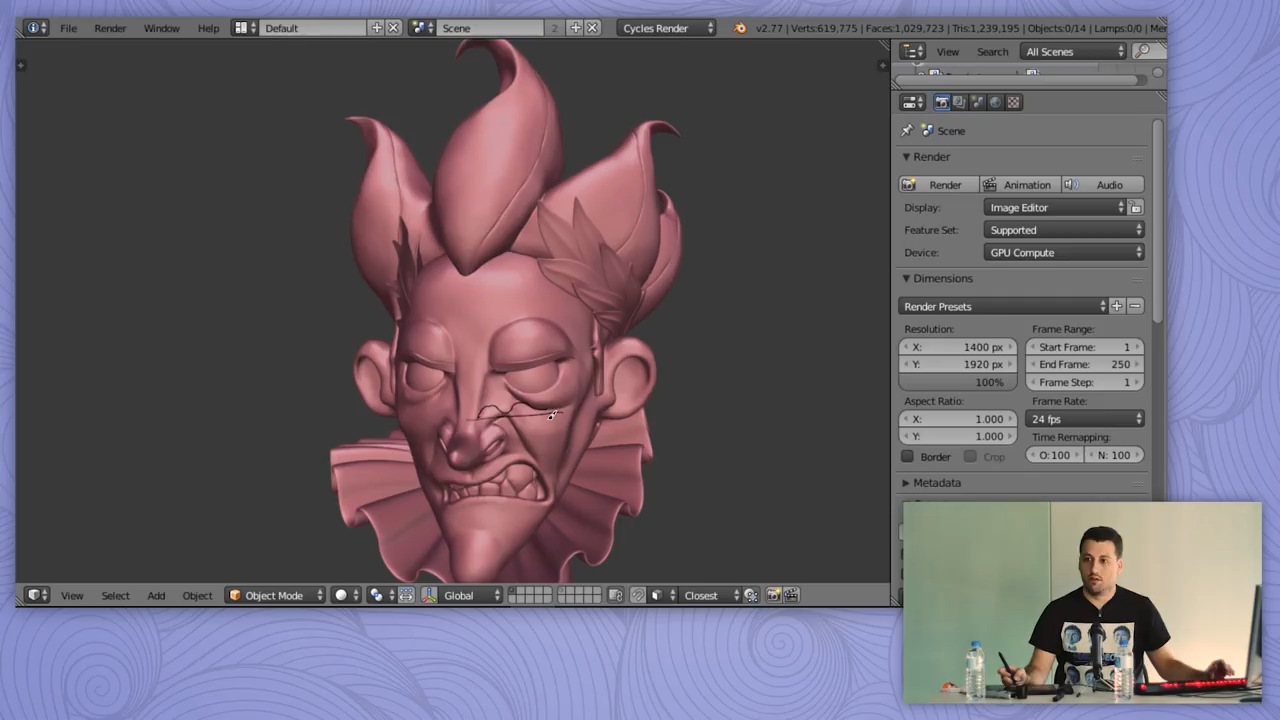 File Render Window Help Default Scene 2 Cycles Render v2.77 | Verts:619,775 | Faces:1,029,723 | Tris:1,239,195 | Objects:0/14 | Lamps:0/0 |
View Search All Scenes
Scene
Render
Render Animation Audio
Display: Image Editor
Feature Set: Supported
Device: GPU Compute
Dimensions
Render Presets
Resolution: Frame Range:
X: 1400 px Start Frame: 1
Y: 1920 px End Frame: 250
100% Frame Step: 1
Aspect Ratio: Frame Rate:
X: 1.000 24 fps
Y: 1.000 Time Remapping:
Border Crop O:100 N: 100
Metadata
View Select Add Object Object Mode Global Closest